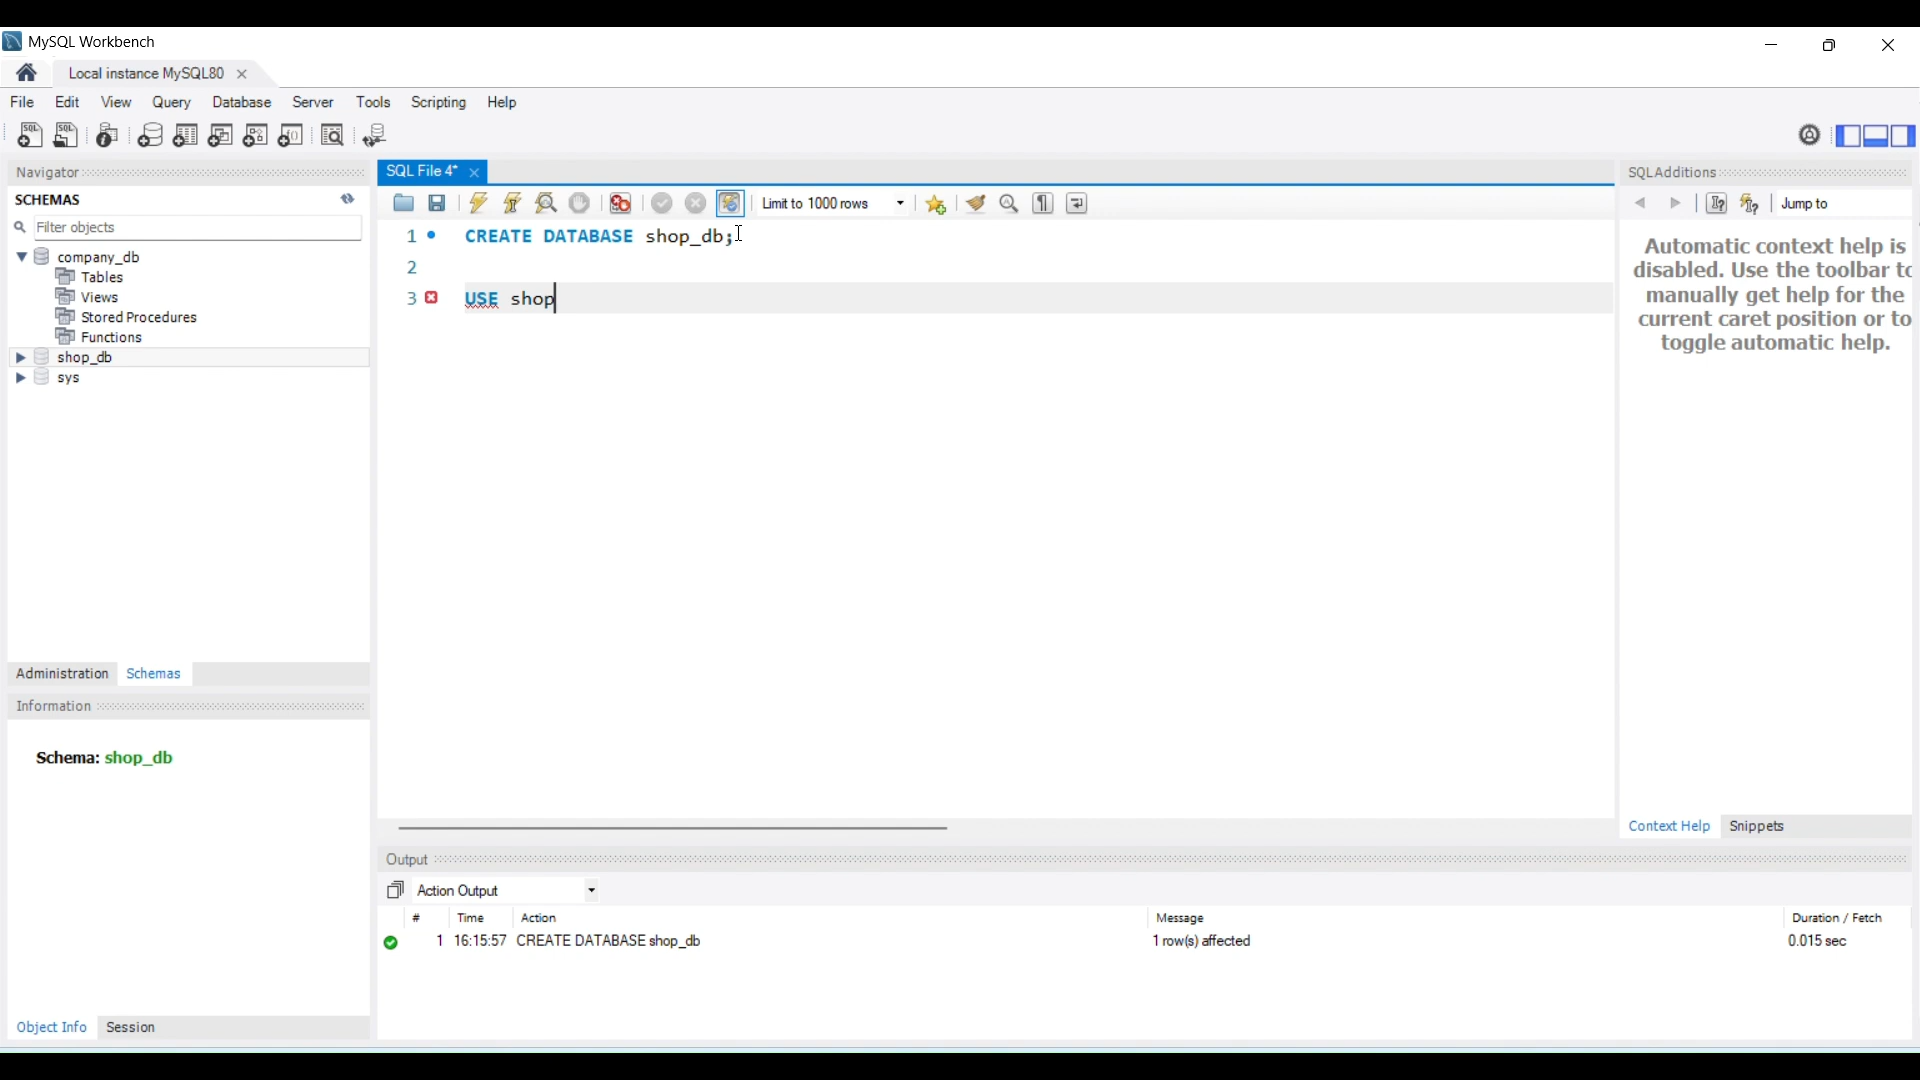 MySQL Workbench
Local instance MySQL80
File Edit View Query Database Server Tools Scripting Help
Navigator
SCHEMAS
Filter objects
company_db
Tables
Views
Stored Procedures
Functions
shop_db
sys
Administration Schemas
Information
Schema: shop_db
Object Info Session
SQL File 4*
Limit to 1000 rows
1 CREATE DATABASE shop_db;
2
3 USE shop
SQLAdditions
Jump to
Automatic context help is
disabled. Use the toolbar to
manually get help for the
current caret position or to
toggle automatic help.
Context Help Snippets
Output
Action Output
# Time Action Message Duration / Fetch
1 16:15:57 CREATE DATABASE shop_db 1 row(s) affected 0.015 sec